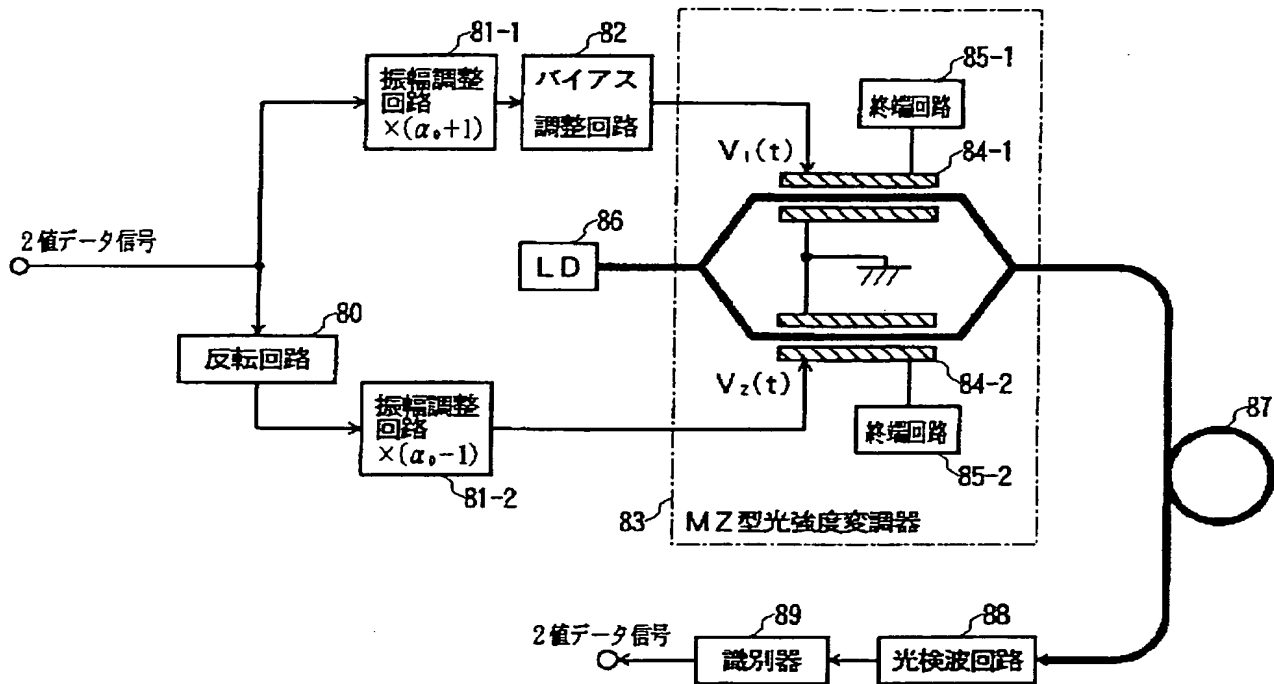 81-1
82
振幅調整
回路
×(α₀+1)
バイアス
調整回路
85-1
終端回路
V₁(t)
84-1
2値データ信号
86
LD
80
反転回路
振幅調整
回路
×(α₀-1)
81-2
V₂(t)
84-2
終端回路
85-2
83
MZ型光強度変調器
87
2値データ信号
89
識別器
88
光検波回路